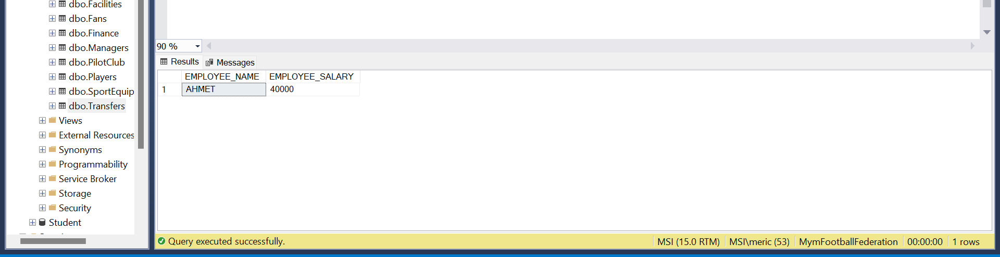 dbo.Facilities
dbo.Fans
dbo.Finance
dbo.Managers
dbo.PilotClub
dbo.Players
dbo.SportEquip
dbo.Transfers
Views
External Resources
Synonyms
Programmability
Service Broker
Storage
Security
Student
90 %
Results Messages
EMPLOYEE_NAME EMPLOYEE_SALARY
1 AHMET 40000
Query executed successfully. MSI (15.0 RTM) MSI\meric (53) MymFootballFederation 00:00:00 1 rows